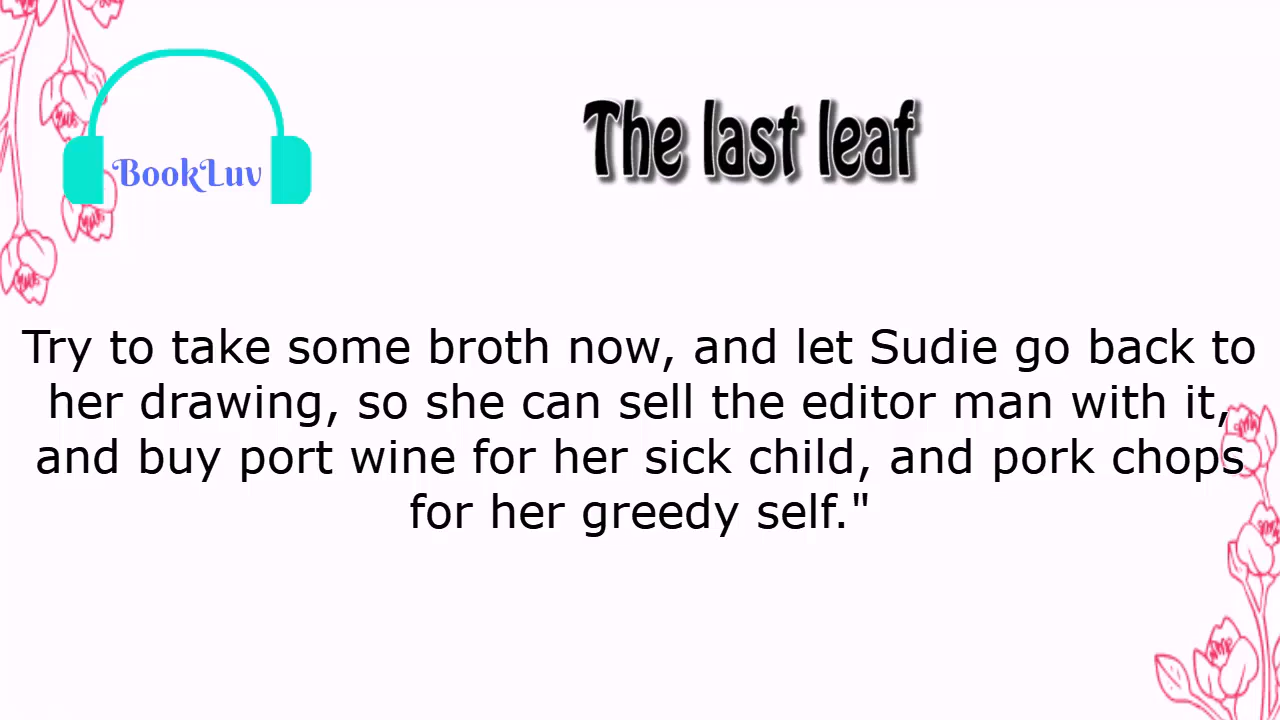 BookLuv
The last leaf
Try to take some broth now, and let Sudie go back to
her drawing, so she can sell the editor man with it,
and buy port wine for her sick child, and pork chops
for her greedy self."